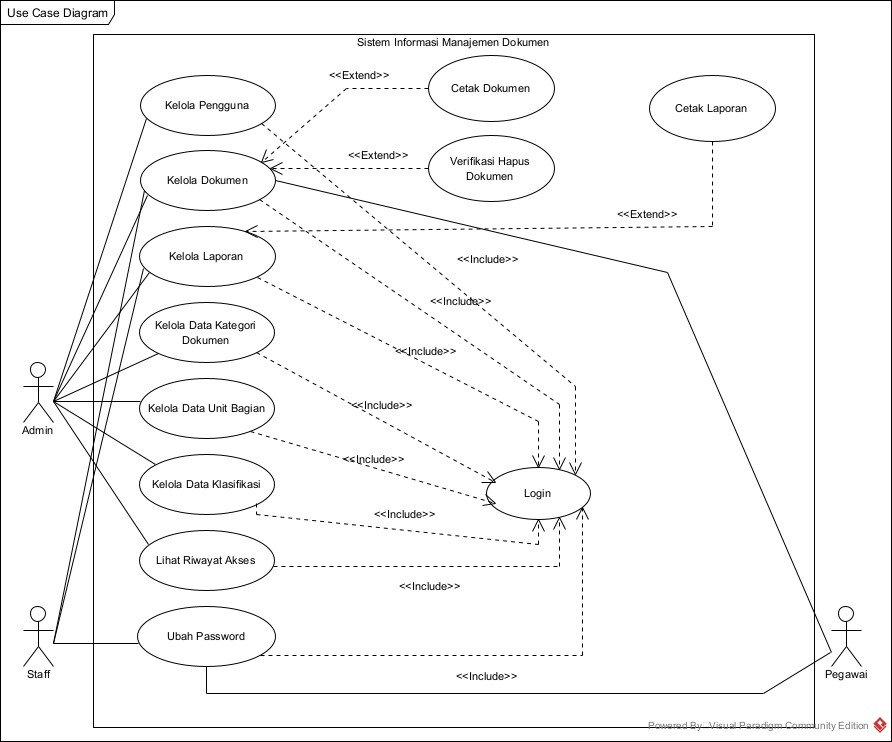 Use Case Diagram
Sistem Informasi Manajemen Dokumen
<<Extend>>
Cetak Dokumen
Kelola Pengguna
Cetak Laporan
<<Extend>>
Verifikasi Hapus
Dokumen
Kelola Dokumen
<<Extend>>
Kelola Laporan
<<Include>>
<<Include>>
Kelola Data Kategori
Dokumen
<<Include>>
<<Include>>
Kelola Data Unit Bagian
Admin
<<Include>>
Kelola Data Klasifikasi
Login
<<Include>>
Lihat Riwayat Akses
<<Include>>
Ubah Password
Staff
<<Include>>
Pegawai
Powered By: Visual Paradigm Community Edition